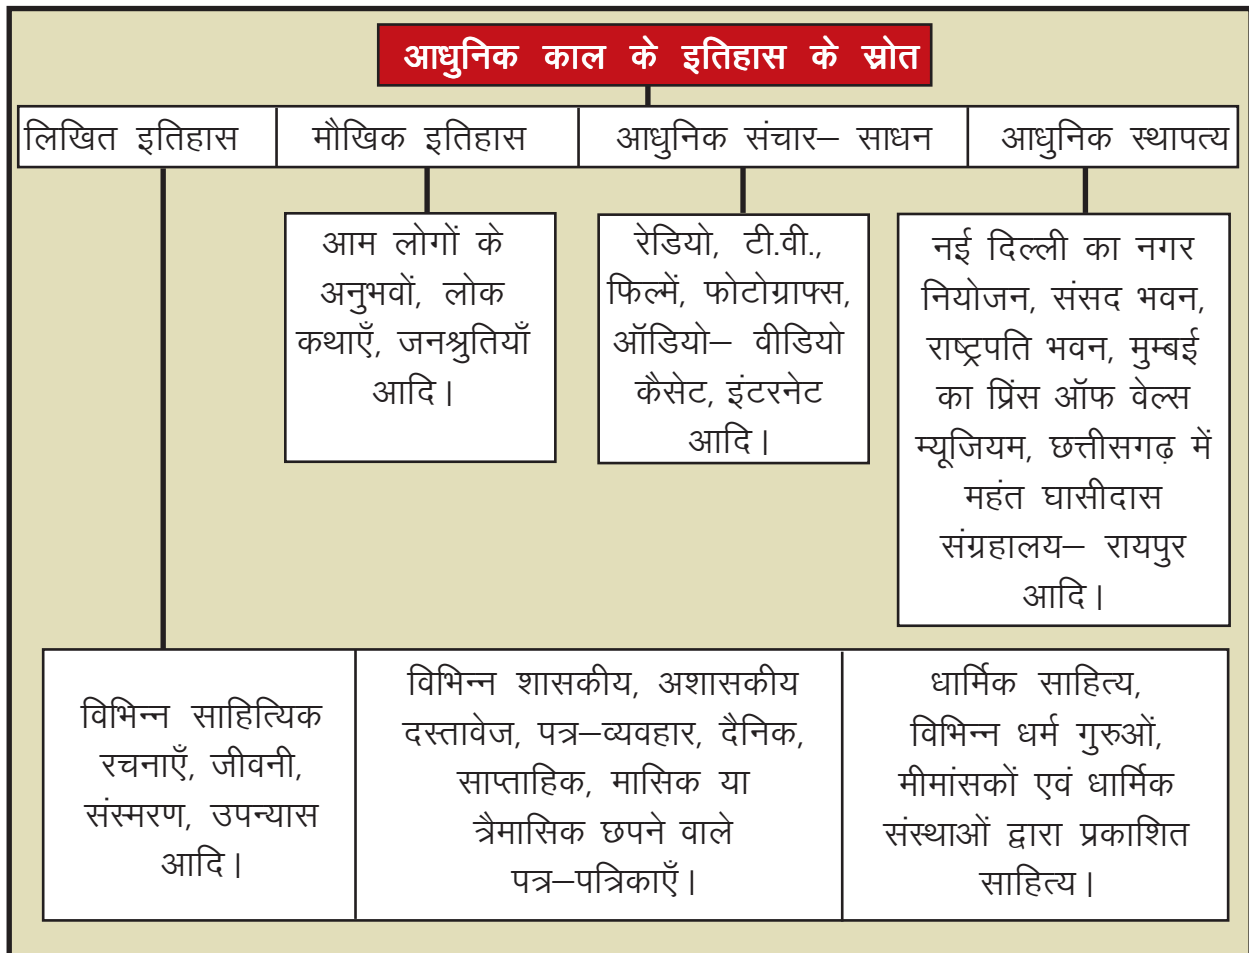 आधुनिक काल के इतिहास के स्रोत
लिखित इतिहास
मौखिक इतिहास
आधुनिक संचार– साधन
आधुनिक स्थापत्य
आम लोगों के
अनुभवों, लोक
कथाएँ, जनश्रुतियाँ
आदि।
रेडियो, टी.वी.,
फिल्में, फोटोग्राफ्स,
ऑडियो– वीडियो
कैसेट, इंटरनेट
आदि।
नई दिल्ली का नगर
नियोजन, संसद भवन,
राष्ट्रपति भवन, मुम्बई
का प्रिंस ऑफ वेल्स
म्यूजियम, छत्तीसगढ़ में
महंत घासीदास
संग्रहालय– रायपुर
आदि।
विभिन्न साहित्यिक
रचनाएँ, जीवनी,
संस्मरण, उपन्यास
आदि।
विभिन्न शासकीय, अशासकीय
दस्तावेज, पत्र–व्यवहार, दैनिक,
साप्ताहिक, मासिक या
त्रैमासिक छपने वाले
पत्र–पत्रिकाएँ।
धार्मिक साहित्य,
विभिन्न धर्म गुरुओं,
मीमांसकों एवं धार्मिक
संस्थाओं द्वारा प्रकाशित
साहित्य।